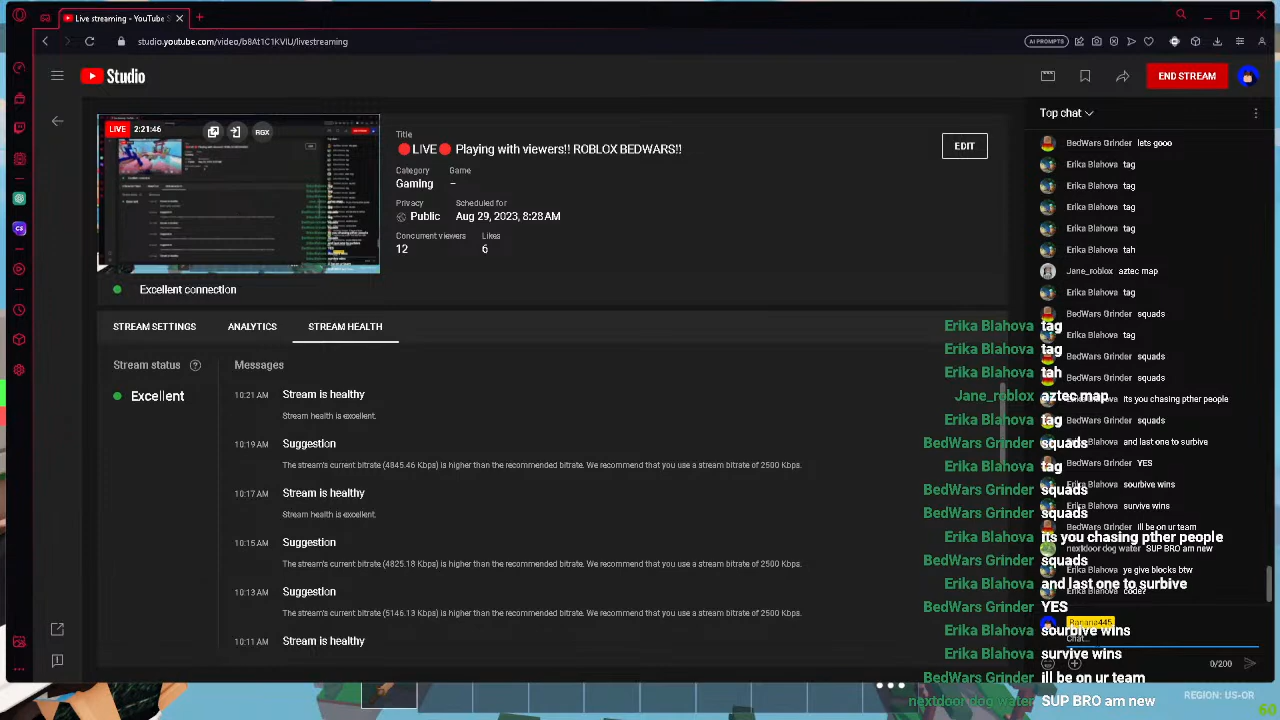 Live streaming - YouTube S
studio.youtube.com/video/b8At1C1KViU/livestreaming
AI PROMPTS
Studio
END STREAM
LIVE 2:21:46
RGX
Title
🔴LIVE🔴 Playing with viewers!! ROBLOX BEDWARS!!
EDIT
Category Game
Gaming –
Privacy Scheduled for
Public Aug 29, 2023, 8:28 AM
Concurrent viewers Likes
12 6
Excellent connection
STREAM SETTINGS ANALYTICS STREAM HEALTH
Stream status
Excellent
Messages
10:21 AM Stream is healthy
Stream health is excellent.
10:19 AM Suggestion
The stream's current bitrate (4845.46 Kbps) is higher than the recommended bitrate. We recommend that you use a stream bitrate of 2500 Kbps.
10:17 AM Stream is healthy
Stream health is excellent.
10:15 AM Suggestion
The stream's current bitrate (4825.18 Kbps) is higher than the recommended bitrate. We recommend that you use a stream bitrate of 2500 Kbps.
10:13 AM Suggestion
The stream's current bitrate (5146.13 Kbps) is higher than the recommended bitrate. We recommend that you use a stream bitrate of 2500 Kbps.
10:11 AM Stream is healthy
Top chat
BedWars Grinder lets gooo
Erika Blahova tag
Erika Blahova tag
Erika Blahova tag
Erika Blahova tah
Erika Blahova tag
Jane_roblox aztec map
Erika Blahova tag
BedWars Grinder squads
Erika Blahova tag
BedWars Grinder squads
BedWars Grinder squads
its you chasing pther people
BedWars Grinder squads
Erika Blahova and last one to surbive
BedWars Grinder YES
Erika Blahova sourbive wins
Erika Blahova survive wins
BedWars Grinder ill be on ur team
nextdoor dog water SUP BRO am new
Erika Blahova ye give blocks btw
Erika Blahova code?
Banana445
Chat...
0/200
Erika Blahova tag
Erika Blahova tag
Erika Blahova tah
Jane_roblox aztec map
Erika Blahova tag
BedWars Grinder squads
Erika Blahova tag
BedWars Grinder squads
BedWars Grinder squads
Erika Blahova its you chasing pther people
BedWars Grinder squads
Erika Blahova and last one to surbive
BedWars Grinder YES
Erika Blahova sourbive wins
Erika Blahova survive wins
BedWars Grinder ill be on ur team
nextdoor dog water SUP BRO am new
REGION: US-OR
60